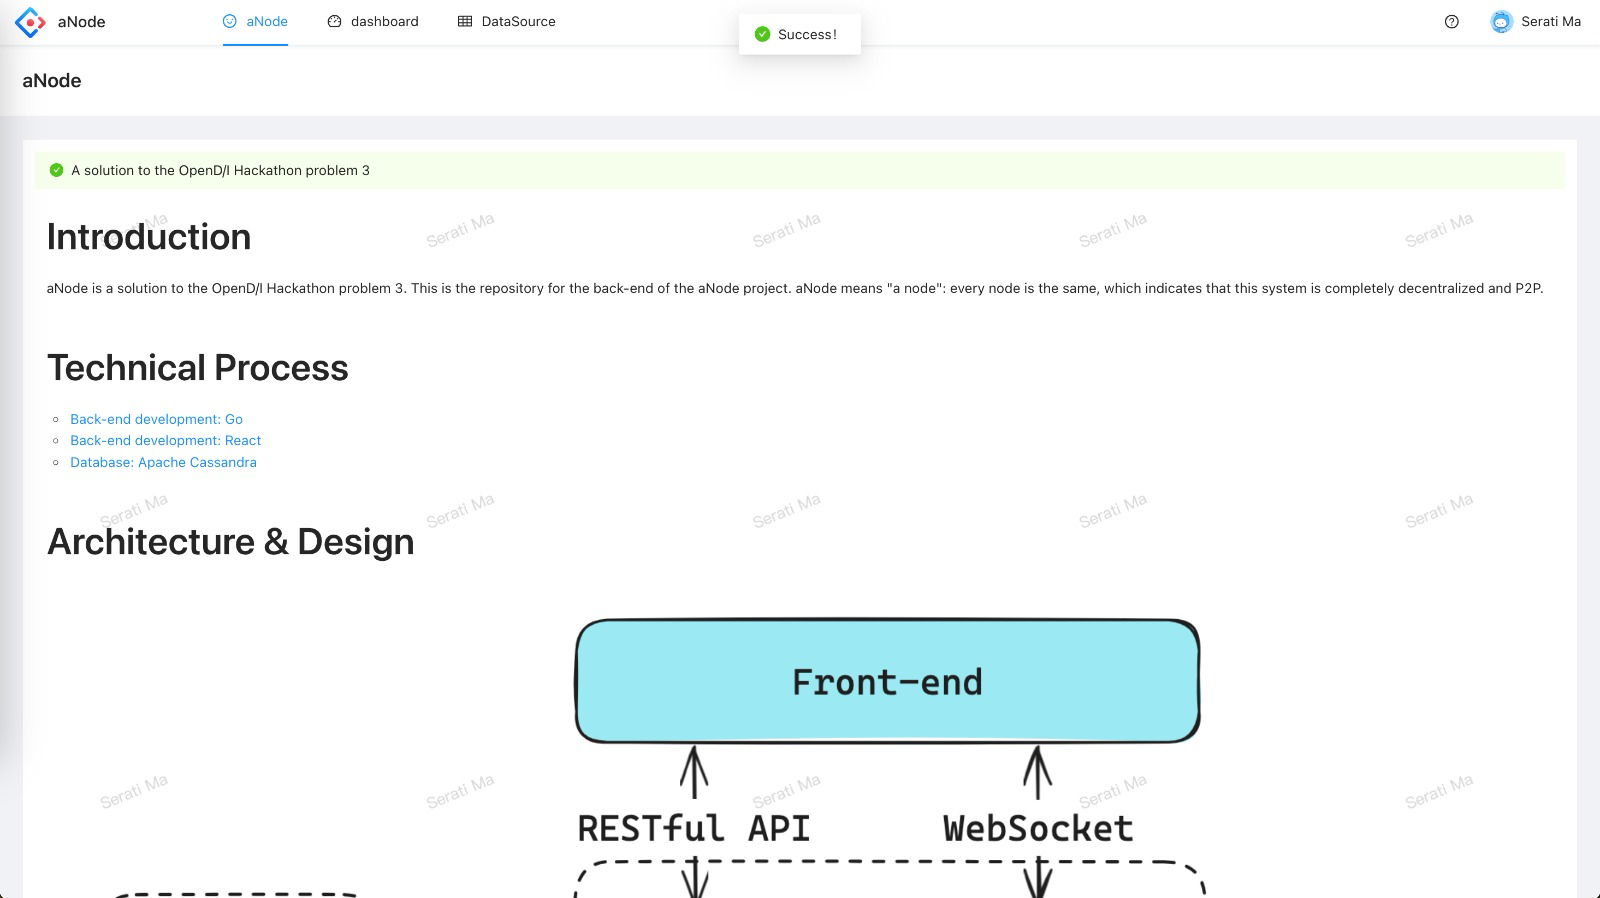 aNode
aNode
dashboard
DataSource
Success!
Serati Ma
aNode
A solution to the OpenD/I Hackathon problem 3
Serati Ma Serati Ma Serati Ma Serati Ma Serati Ma
Introduction
aNode is a solution to the OpenD/I Hackathon problem 3. This is the repository for the back-end of the aNode project. aNode means "a node": every node is the same, which indicates that this system is completely decentralized and P2P.
Technical Process
Back-end development: Go
Back-end development: React
Database: Apache Cassandra
Serati Ma Serati Ma Serati Ma Serati Ma Serati Ma
Architecture & Design
Front-end
Serati Ma Serati Ma Serati Ma Serati Ma Serati Ma
RESTful API
WebSocket